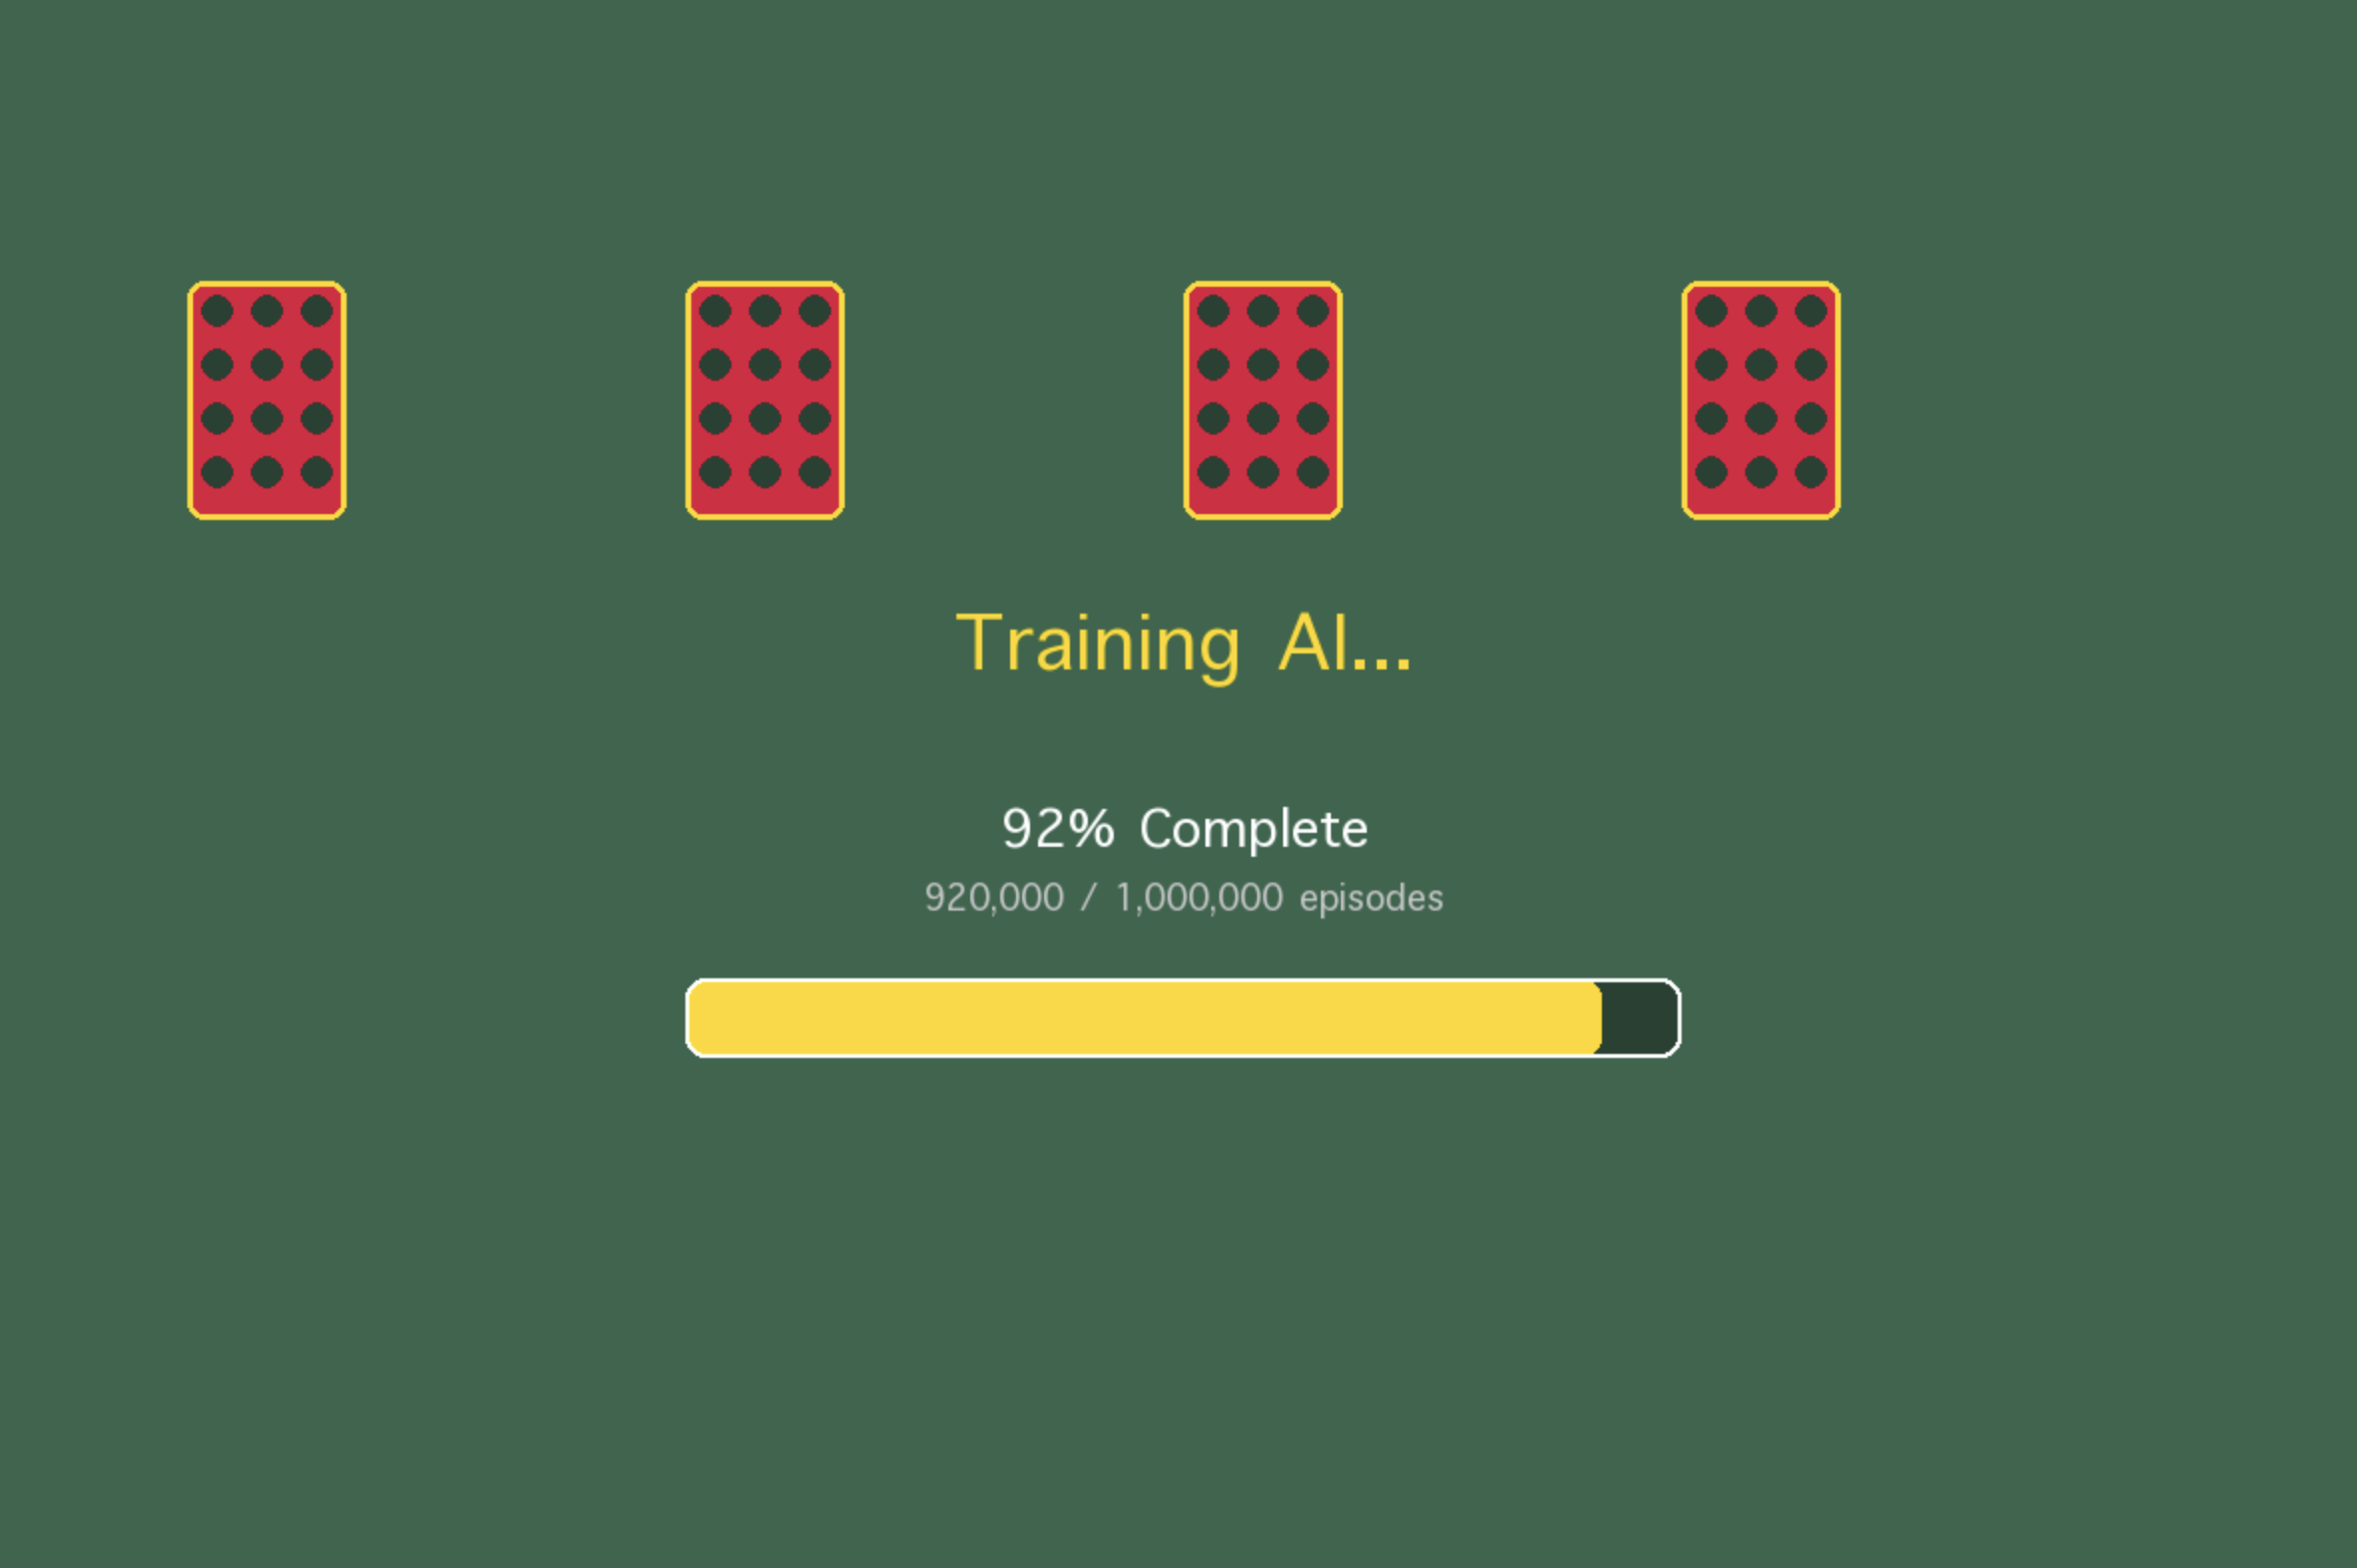 Training AI...
92% Complete
920,000 / 1,000,000 episodes